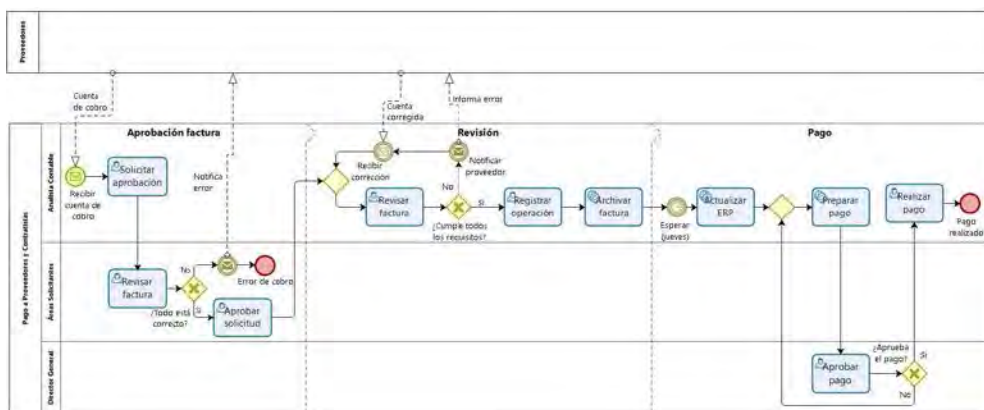 Proveedores
Cuenta
de cobro
Notifica
error
Cuenta
corregida
Informa error
Pago a Proveedores y Contratistas
Analista Contable
Áreas Solicitantes
Director General
Aprobación factura
Revisión
Pago
Recibir
cuenta de
cobro
Solicitar
aprobación
Revisar
factura
No
¿Todo está
correcto?
Si
Error de cobro
Aprobar
solicitud
Recibir
corrección
Notificar
proveedor
Revisar
factura
No
Si
¿Cumple todos
los requisitos?
Registrar
operación
Archivar
factura
Esperar
(jueves)
Actualizar
ERP
Preparar
pago
Realizar
pago
Pago
realizado
Aprobar
pago
¿Aprueba
el pago?
Si
No